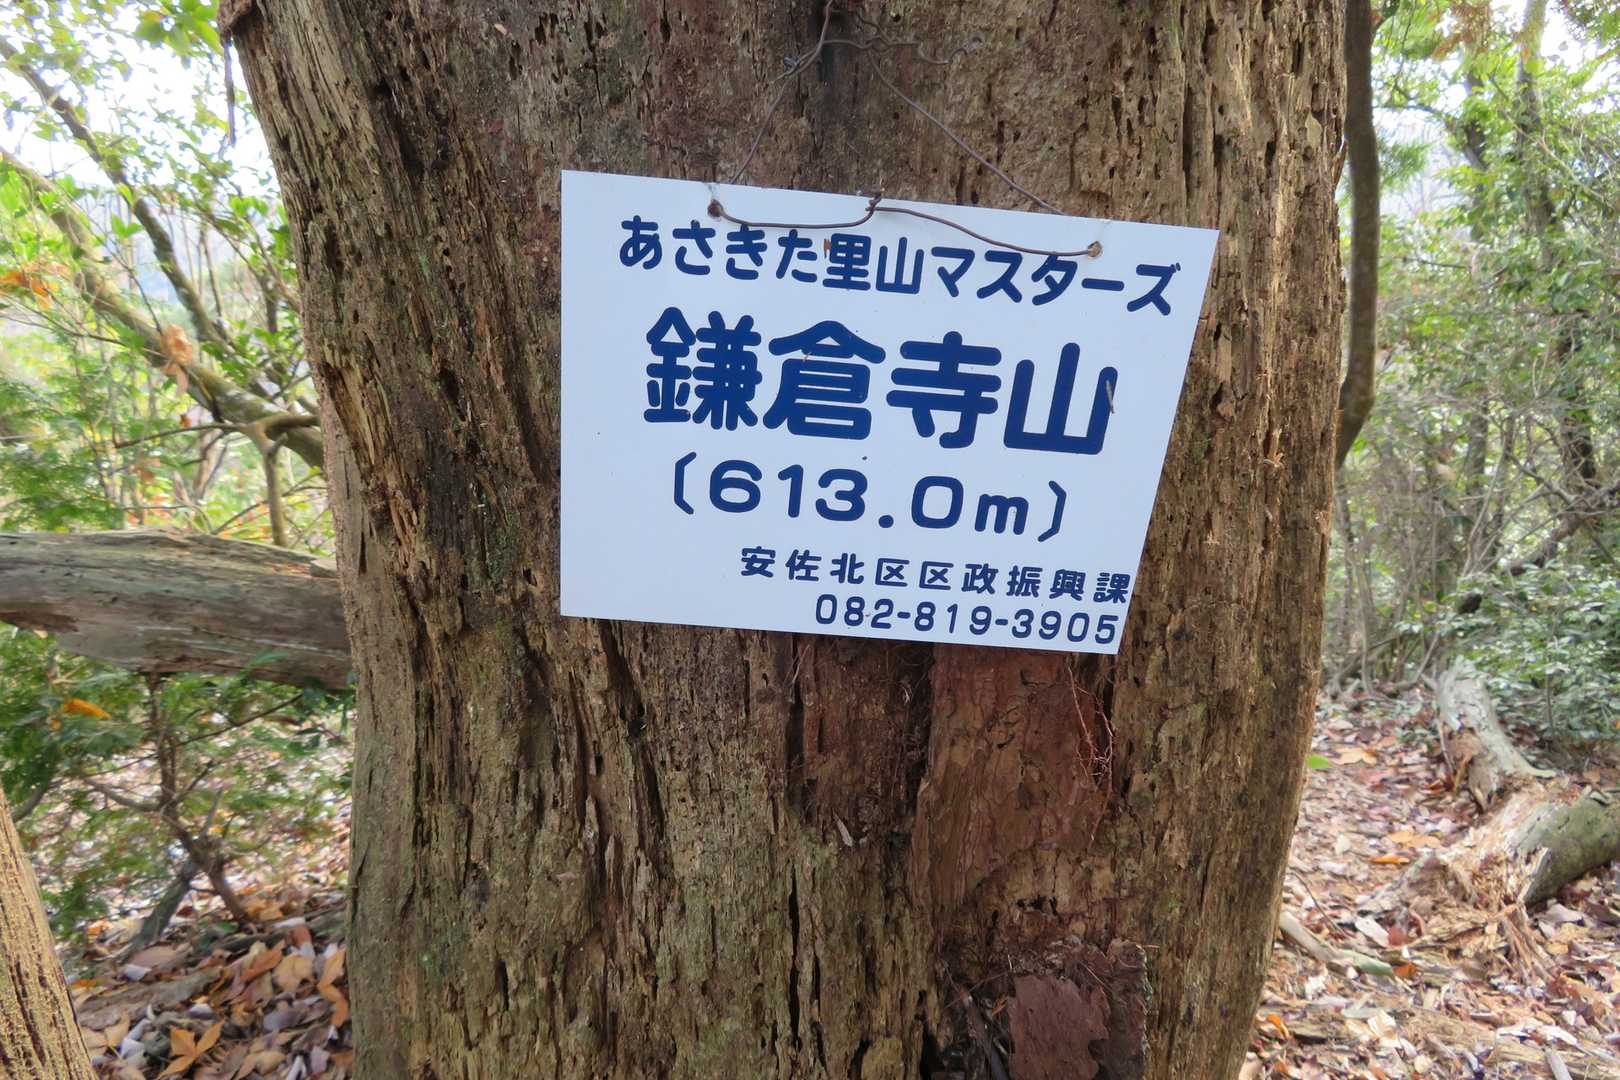 あさきた里山マスターズ
鎌倉寺山
〔613.0m〕
安佐北区区政振興課
082-819-3905